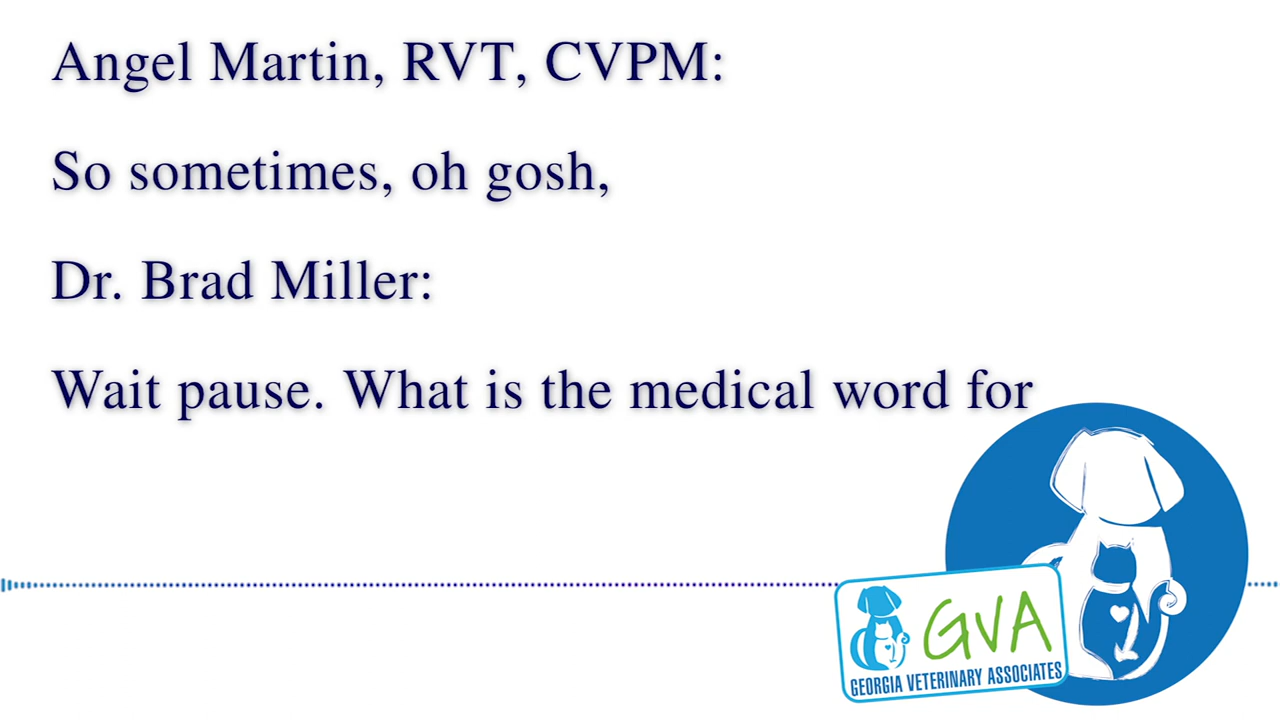 Angel Martin, RVT, CVPM:
So sometimes, oh gosh,
Dr. Brad Miller:
Wait pause. What is the medical word for
GVA
GEORGIA VETERINARY ASSOCIATES